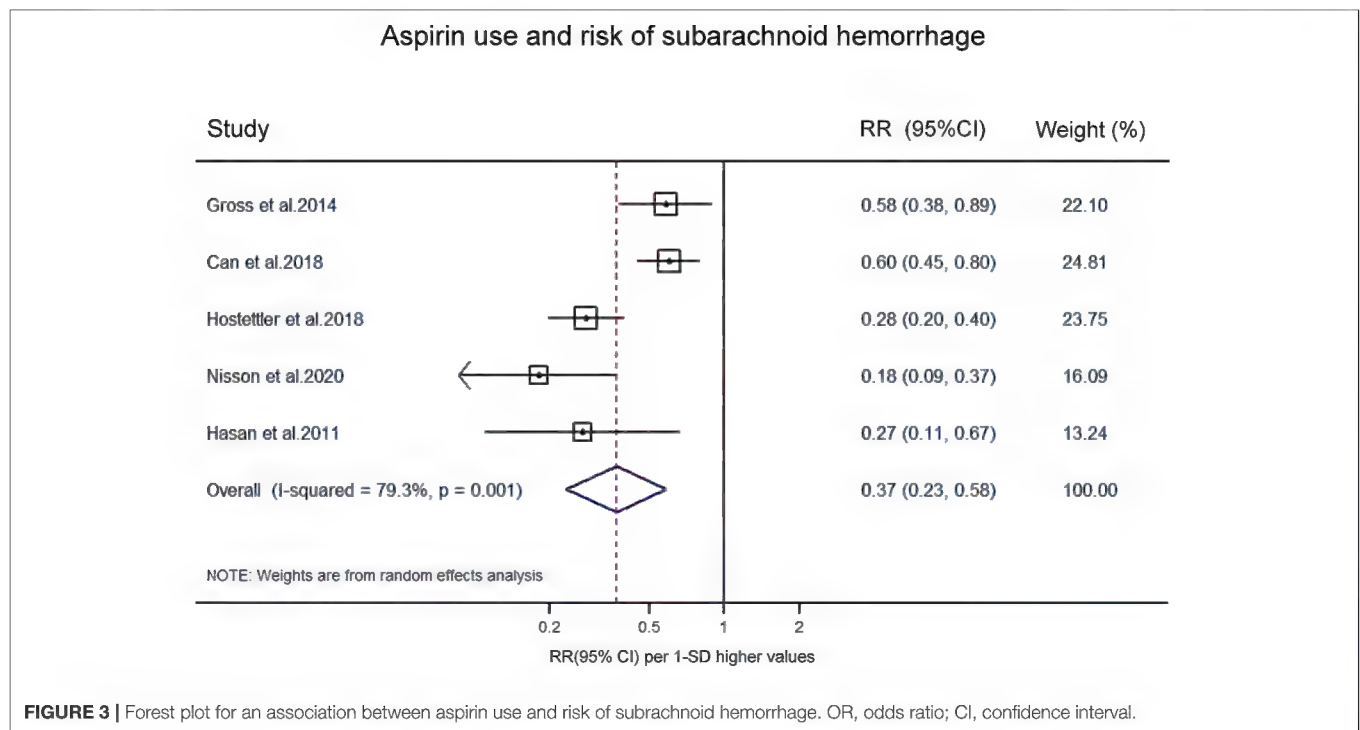 Aspirin use and risk of subarachnoid hemorrhage
Study RR (95%CI) Weight (%)
Gross et al.2014 0.58 (0.38, 0.89) 22.10
Can et al.2018 0.60 (0.45, 0.80) 24.81
Hostettler et al.2018 0.28 (0.20, 0.40) 23.75
Nisson et al.2020 0.18 (0.09, 0.37) 16.09
Hasan et al.2011 0.27 (0.11, 0.67) 13.24
Overall (I-squared = 79.3%, p = 0.001) 0.37 (0.23, 0.58) 100.00
NOTE: Weights are from random effects analysis
0.2 0.5 1 2
RR(95% CI) per 1-SD higher values
FIGURE 3 | Forest plot for an association between aspirin use and risk of subrachnoid hemorrhage. OR, odds ratio; CI, confidence interval.